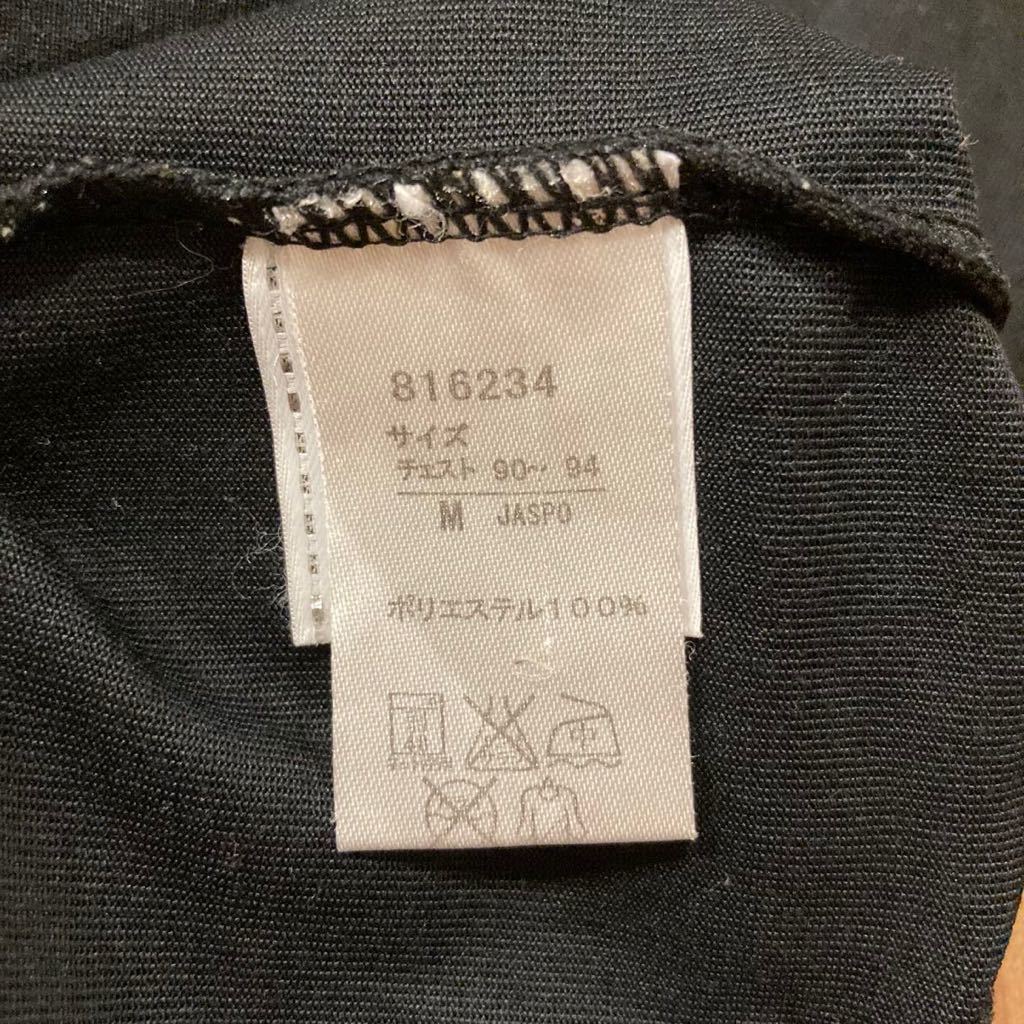 816234
サイズ
チェスト 90～ 94
M JASPO
ポリエステル100%
中